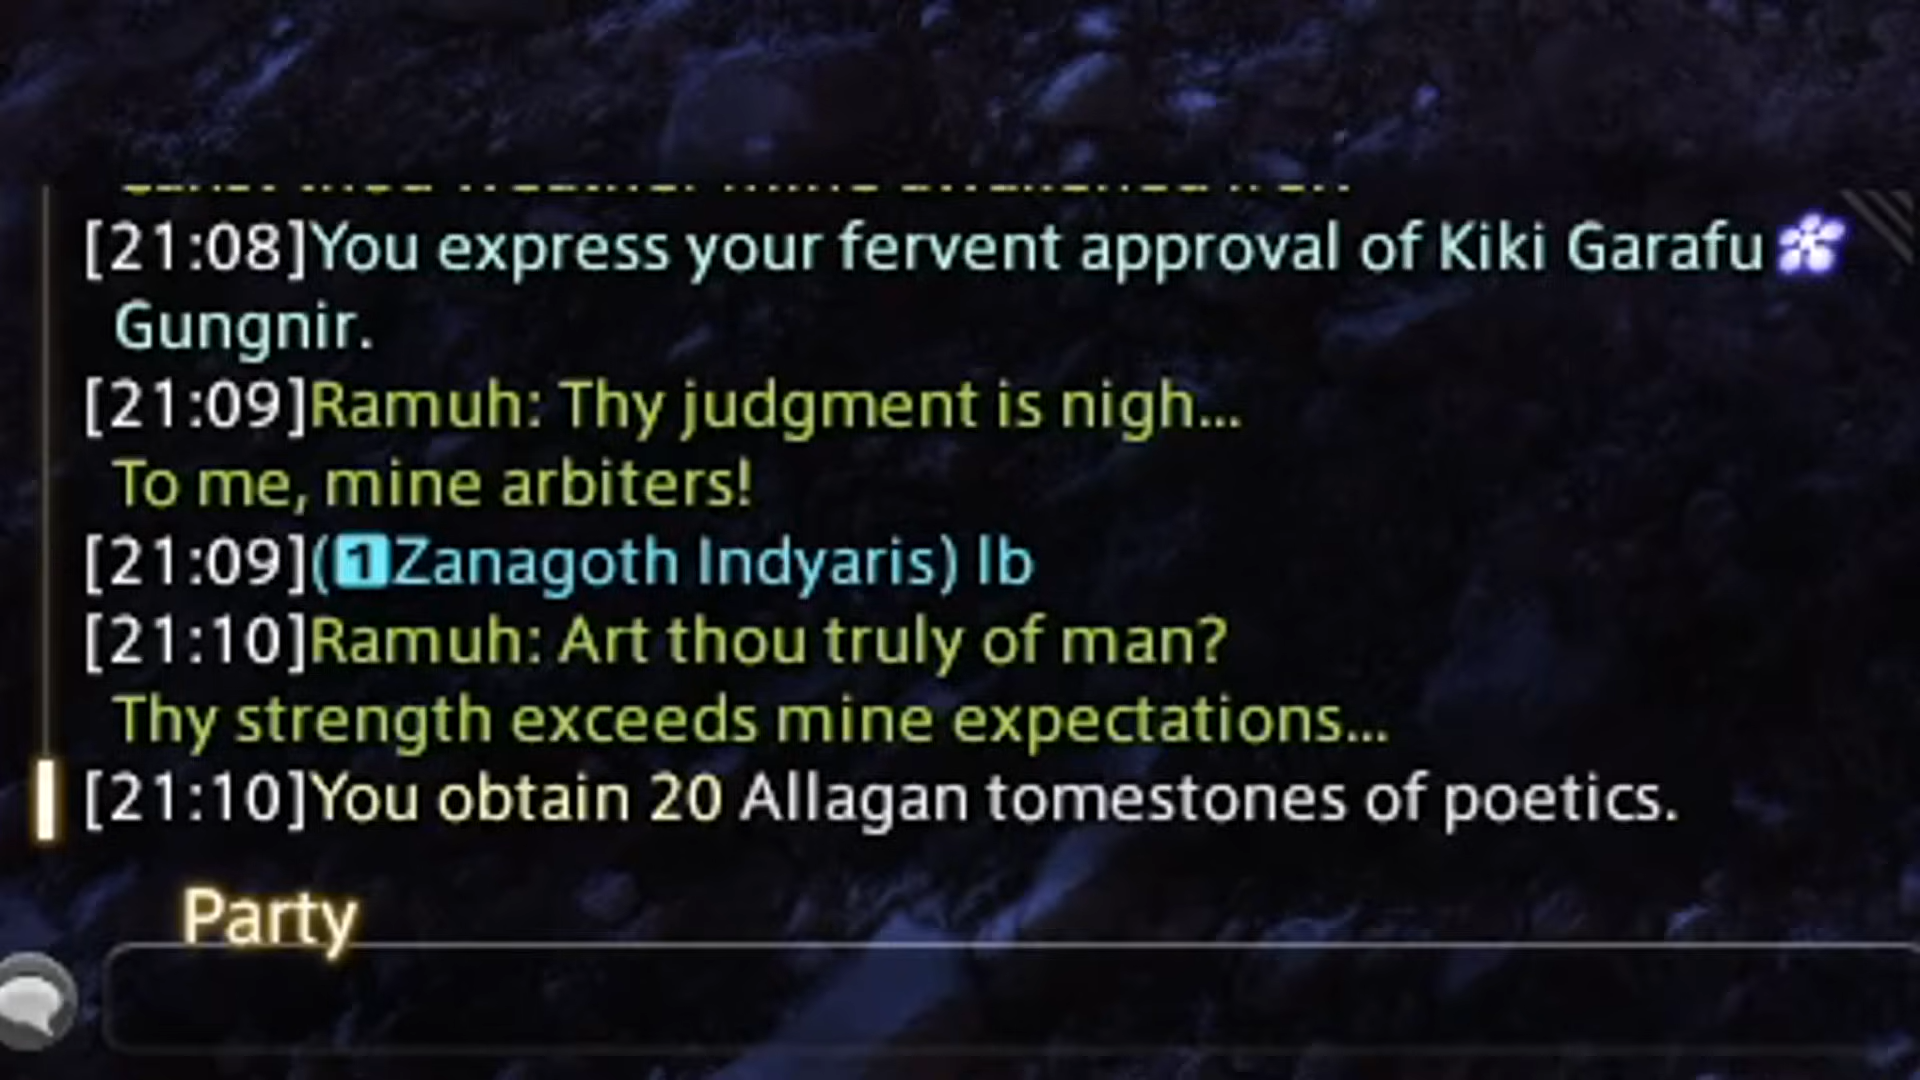 [21:08]You express your fervent approval of Kiki Garafu
Gungnir.
[21:09]Ramuh: Thy judgment is nigh...
To me, mine arbiters!
[21:09](1Zanagoth Indyaris) lb
[21:10]Ramuh: Art thou truly of man?
Thy strength exceeds mine expectations...
[21:10]You obtain 20 Allagan tomestones of poetics.
Party